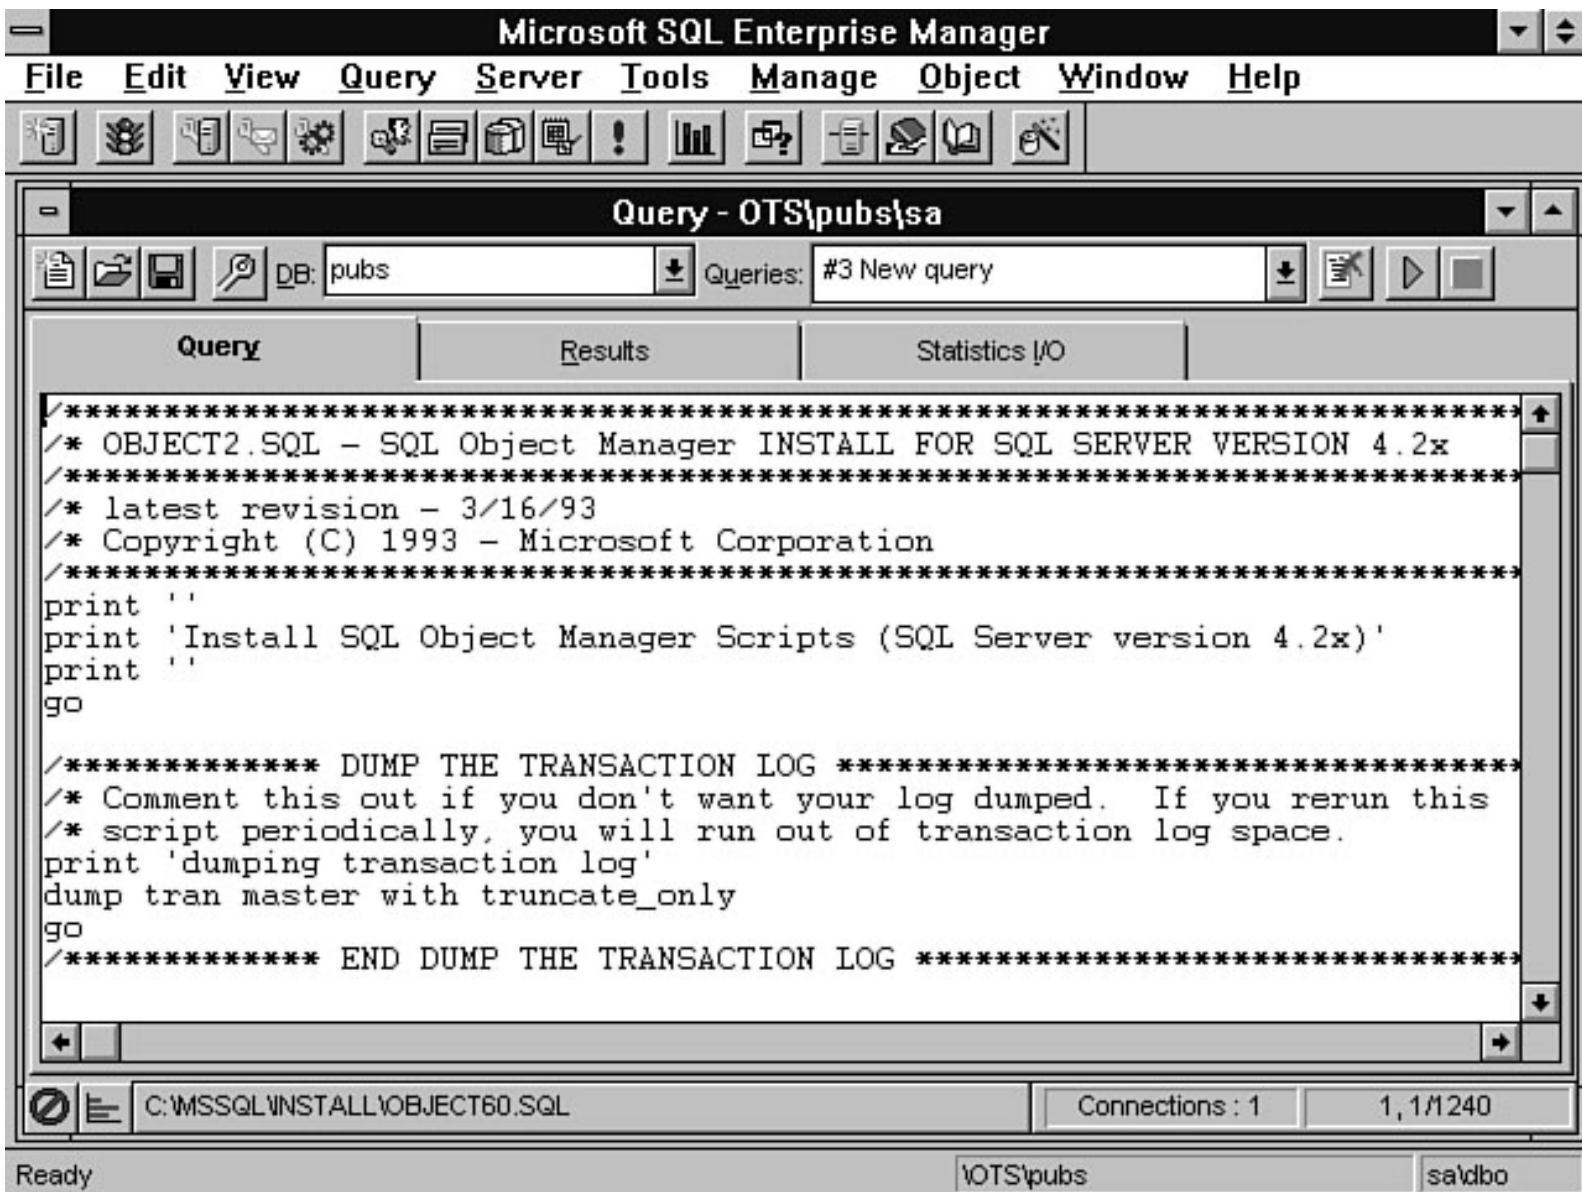 Microsoft SQL Enterprise Manager
File Edit View Query Server Tools Manage Object Window Help
Query - OTS\pubs\sa
DB: pubs Queries: #3 New query
Query Results Statistics I/O
/**************************************************************************
/* OBJECT2.SQL - SQL Object Manager INSTALL FOR SQL SERVER VERSION 4.2x
/**************************************************************************
/* latest revision - 3/16/93
/* Copyright (C) 1993 - Microsoft Corporation
/**************************************************************************
print ''
print 'Install SQL Object Manager Scripts (SQL Server version 4.2x)'
print ''
go
/************* DUMP THE TRANSACTION LOG ***********************************
/* Comment this out if you don't want your log dumped.  If you rerun this
/* script periodically, you will run out of transaction log space.
print 'dumping transaction log'
dump tran master with truncate_only
go
/************* END DUMP THE TRANSACTION LOG *******************************
C:\MSSQL\INSTALL\OBJECT60.SQL Connections : 1 1, 1/1240
Ready \OTS\pubs sa\dbo